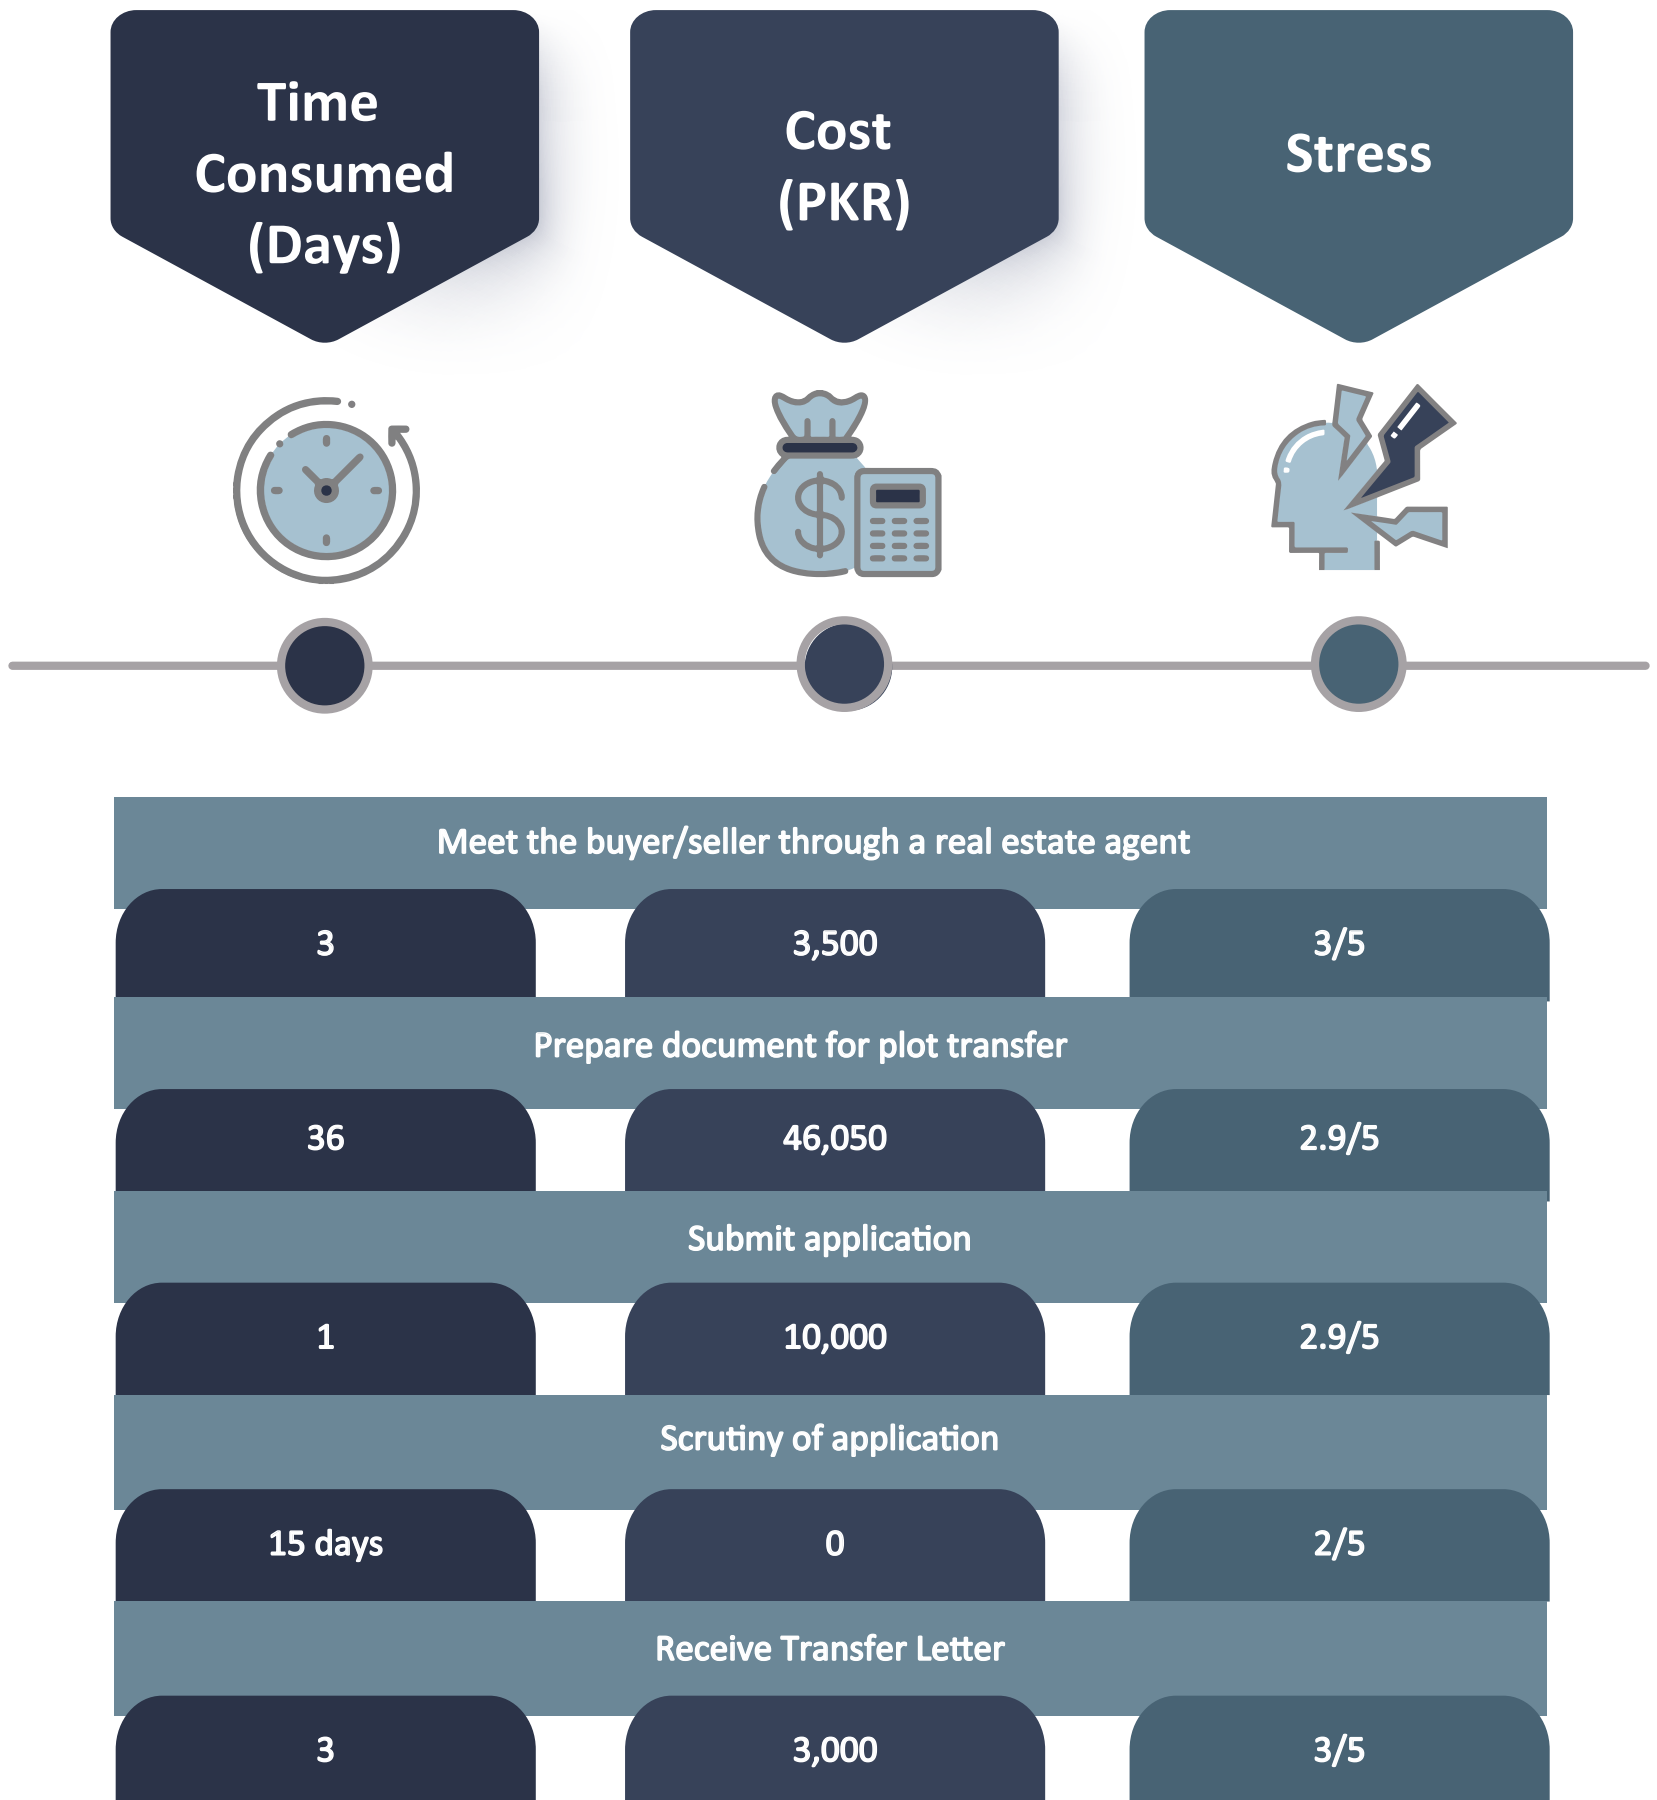 Time
Consumed
(Days)
Cost
(PKR)
Stress
$
Meet the buyer/seller through a real estate agent
3
3,500
3/5
Prepare document for plot transfer
36
46,050
2.9/5
Submit application
1
10,000
2.9/5
Scrutiny of application
15 days
0
2/5
Receive Transfer Letter
3
3,000
3/5